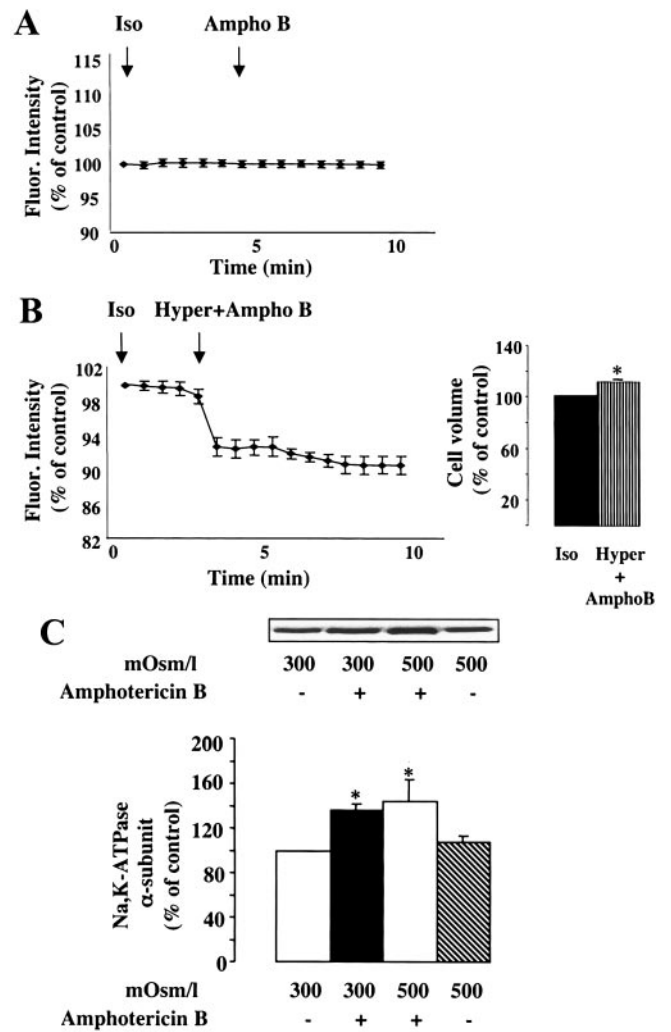 A
Iso Ampho B
115
110
105
100
95
90
Fluor. Intensity
(% of control)
0 5 10
Time (min)
B
Iso Hyper+Ampho B
102
98
94
90
86
82
Fluor. Intensity
(% of control)
0 5 10
Time (min)
140
100
60
20
Cell volume
(% of control)
*
Iso Hyper
+
AmphoB
C
mOsm/l 300 300 500 500
Amphotericin B - + + -
200
160
120
80
40
0
Na,K-ATPase
α-subunit
(% of control)
* *
mOsm/l 300 300 500 500
Amphotericin B - + + -